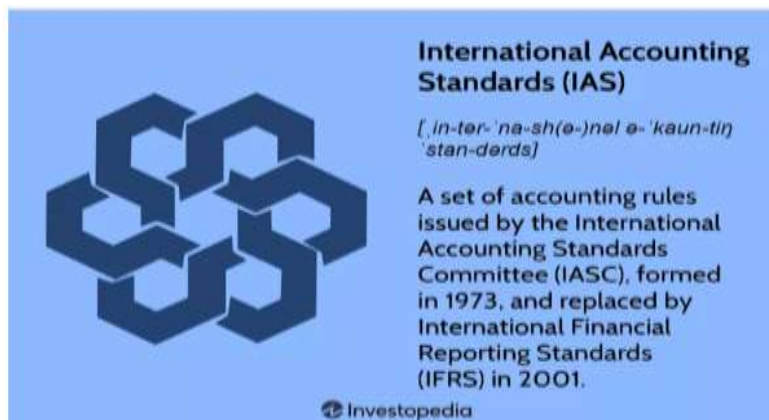 International Accounting
Standards (IAS)
[ˌin-tər-ˈna-sh(ə-)nəl ə-ˈkaun-tiŋ
ˈstan-dərds]
A set of accounting rules
issued by the International
Accounting Standards
Committee (IASC), formed
in 1973, and replaced by
International Financial
Reporting Standards
(IFRS) in 2001.
Investopedia